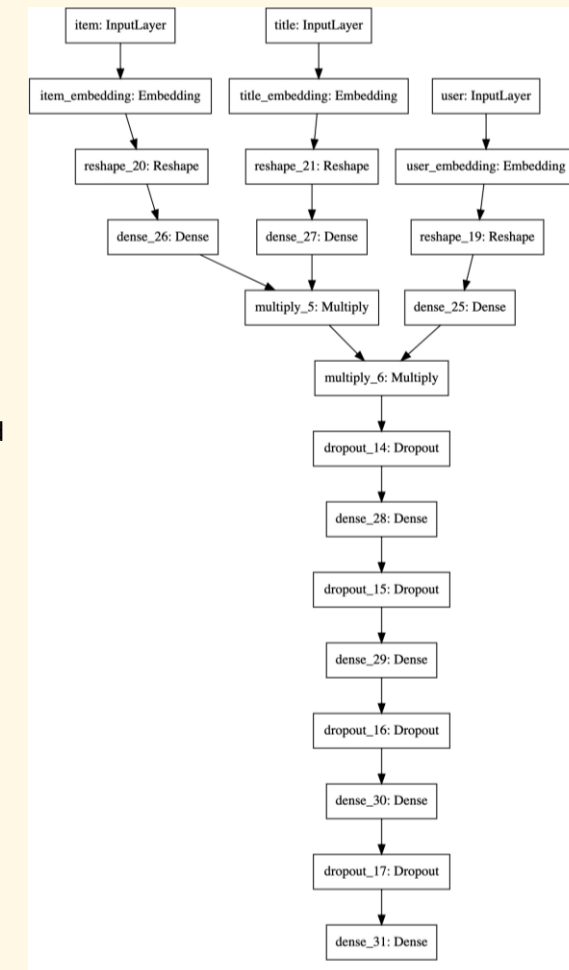 item: InputLayer
title: InputLayer
item_embedding: Embedding
title_embedding: Embedding
user: InputLayer
reshape_20: Reshape
reshape_21: Reshape
user_embedding: Embedding
dense_26: Dense
dense_27: Dense
reshape_19: Reshape
multiply_5: Multiply
dense_25: Dense
multiply_6: Multiply
dropout_14: Dropout
dense_28: Dense
dropout_15: Dropout
dense_29: Dense
dropout_16: Dropout
dense_30: Dense
dropout_17: Dropout
dense_31: Dense